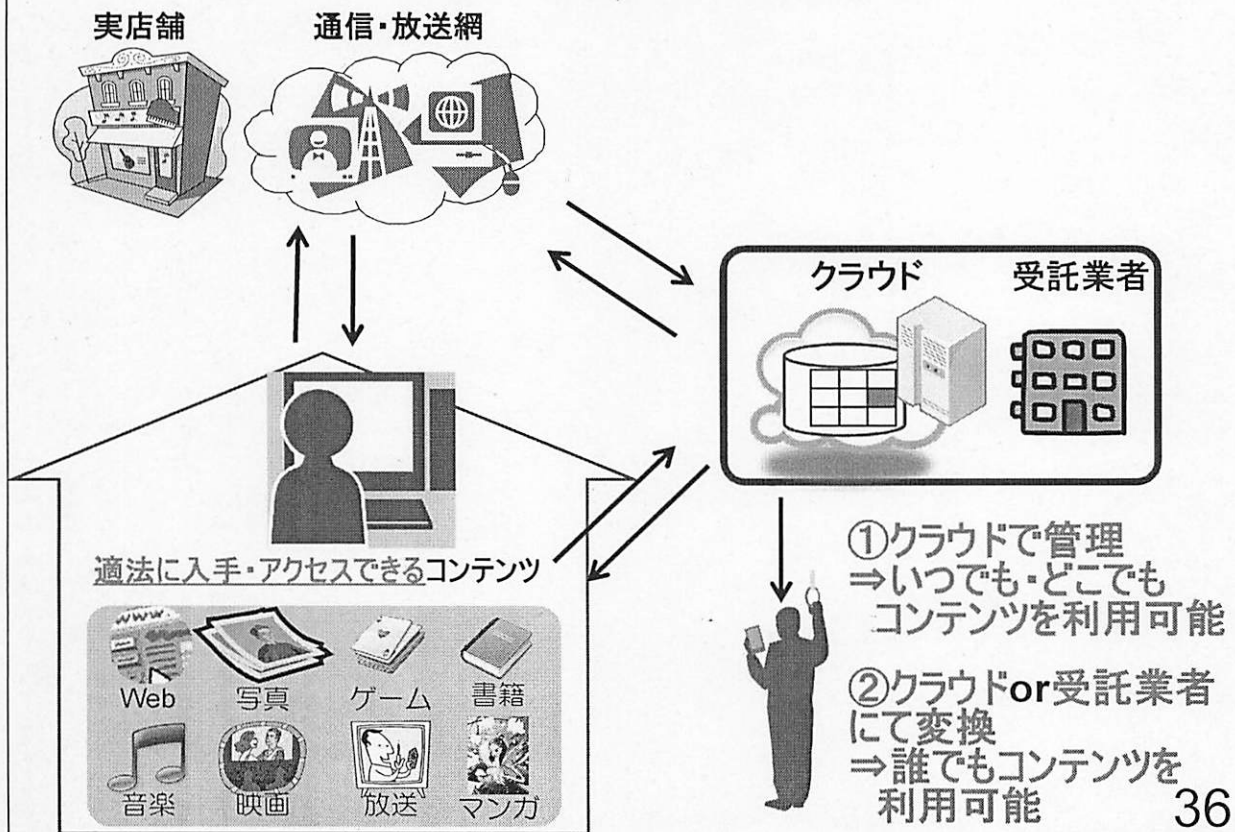 実店舗
通信・放送網
クラウド
受託業者
適法に入手・アクセスできるコンテンツ
www.
Web
写真
ゲーム
書籍
音楽
映画
放送
マンガ
①クラウドで管理
⇒いつでも・どこでも
コンテンツを利用可能
②クラウドor受託業者
にて変換
⇒誰でもコンテンツを
利用可能
36